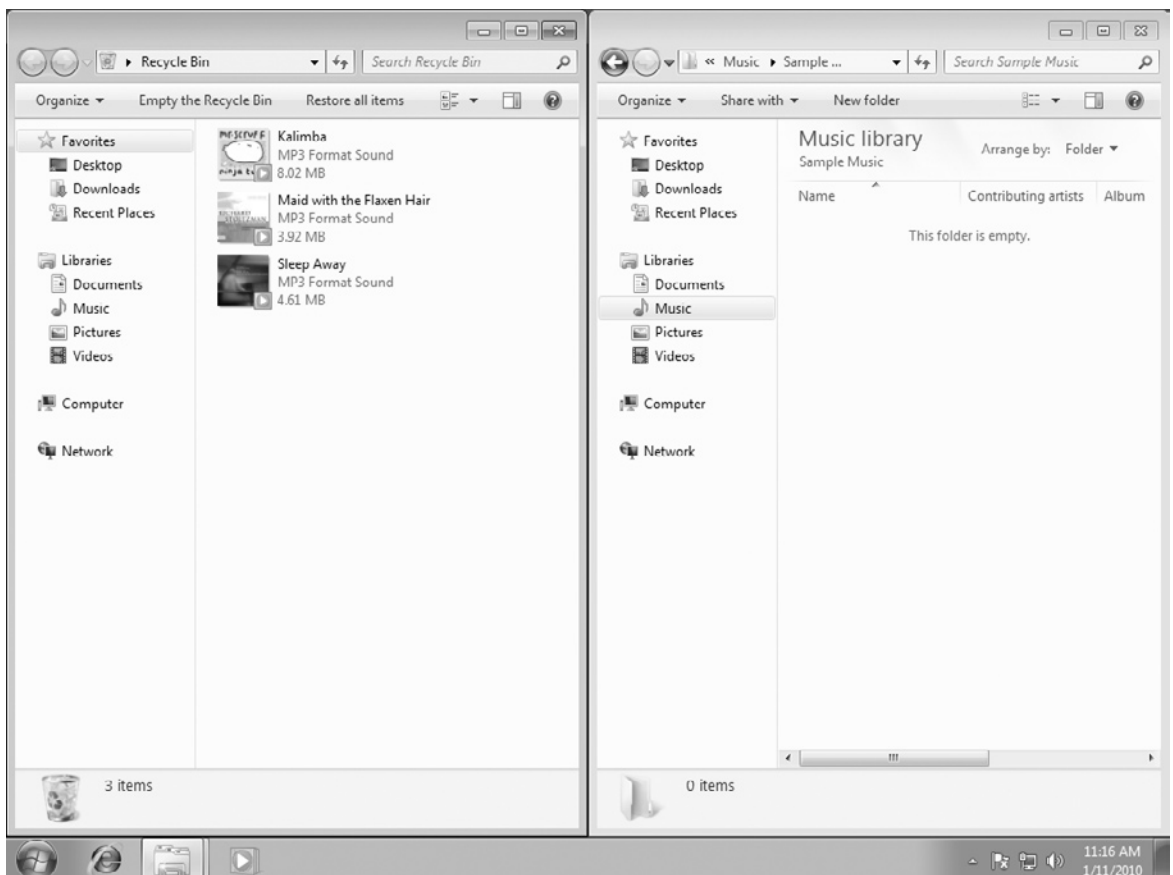 Recycle Bin
Search Recycle Bin
Organize
Empty the Recycle Bin
Restore all items
Favorites
Desktop
Downloads
Recent Places
Libraries
Documents
Music
Pictures
Videos
Computer
Network
Kalimba
MP3 Format Sound
8.02 MB
Maid with the Flaxen Hair
MP3 Format Sound
3.92 MB
Sleep Away
MP3 Format Sound
4.61 MB
3 items
« Music
Sample ...
Search Sample Music
Organize
Share with
New folder
Favorites
Desktop
Downloads
Recent Places
Libraries
Documents
Music
Pictures
Videos
Computer
Network
Music library
Sample Music
Arrange by: Folder
Name
Contributing artists
Album
This folder is empty.
0 items
11:16 AM
1/11/2010